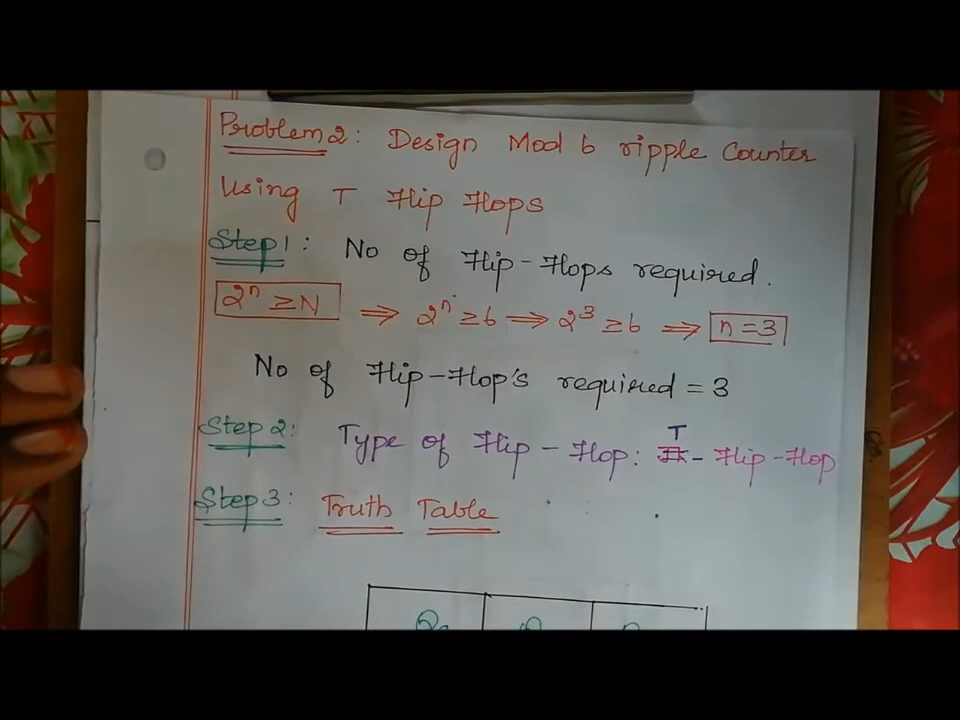 Problem 2: Design Mod 6 ripple Counter
Using T Flip Flops
Step 1: No of Flip-Flops required.
2ⁿ ≥ N ⇒ 2ⁿ ≥ 6 ⇒ 2³ ≥ 6 ⇒ n = 3
No of Flip-Flop's required = 3
Step 2: Type of Flip-Flop: T - Flip-Flop
Step 3: Truth Table